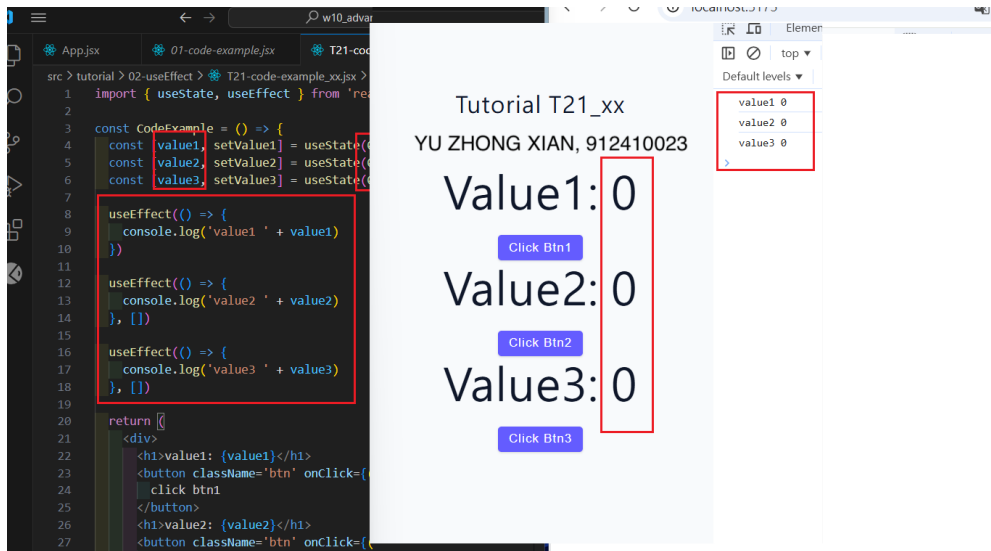 w10_advar
App.jsx
01-code-example.jsx
T21-coc
src > tutorial > 02-useEffect > T21-code-example_xx.jsx >
1 import { useState, useEffect } from 'rea
2
3 const CodeExample = () => {
4 const [value1, setValue1] = useState(
5 const [value2, setValue2] = useState(
6 const [value3, setValue3] = useState(
7
8 useEffect(() => {
9 console.log('value1 ' + value1)
10 })
11
12 useEffect(() => {
13 console.log('value2 ' + value2)
14 }, [])
15
16 useEffect(() => {
17 console.log('value3 ' + value3)
18 }, [])
19
20 return (
21 <div>
22 <h1>value1: {value1}</h1>
23 <button className='btn' onClick={
24 click btn1
25 </button>
26 <h1>value2: {value2}</h1>
27 <button className='btn' onClick={
Tutorial T21_xx
YU ZHONG XIAN, 912410023
Value1: 0
Click Btn1
Value2: 0
Click Btn2
Value3: 0
Click Btn3
localhost:5173
Elemen
top ▼
Default levels ▼
value1 0
value2 0
value3 0
>